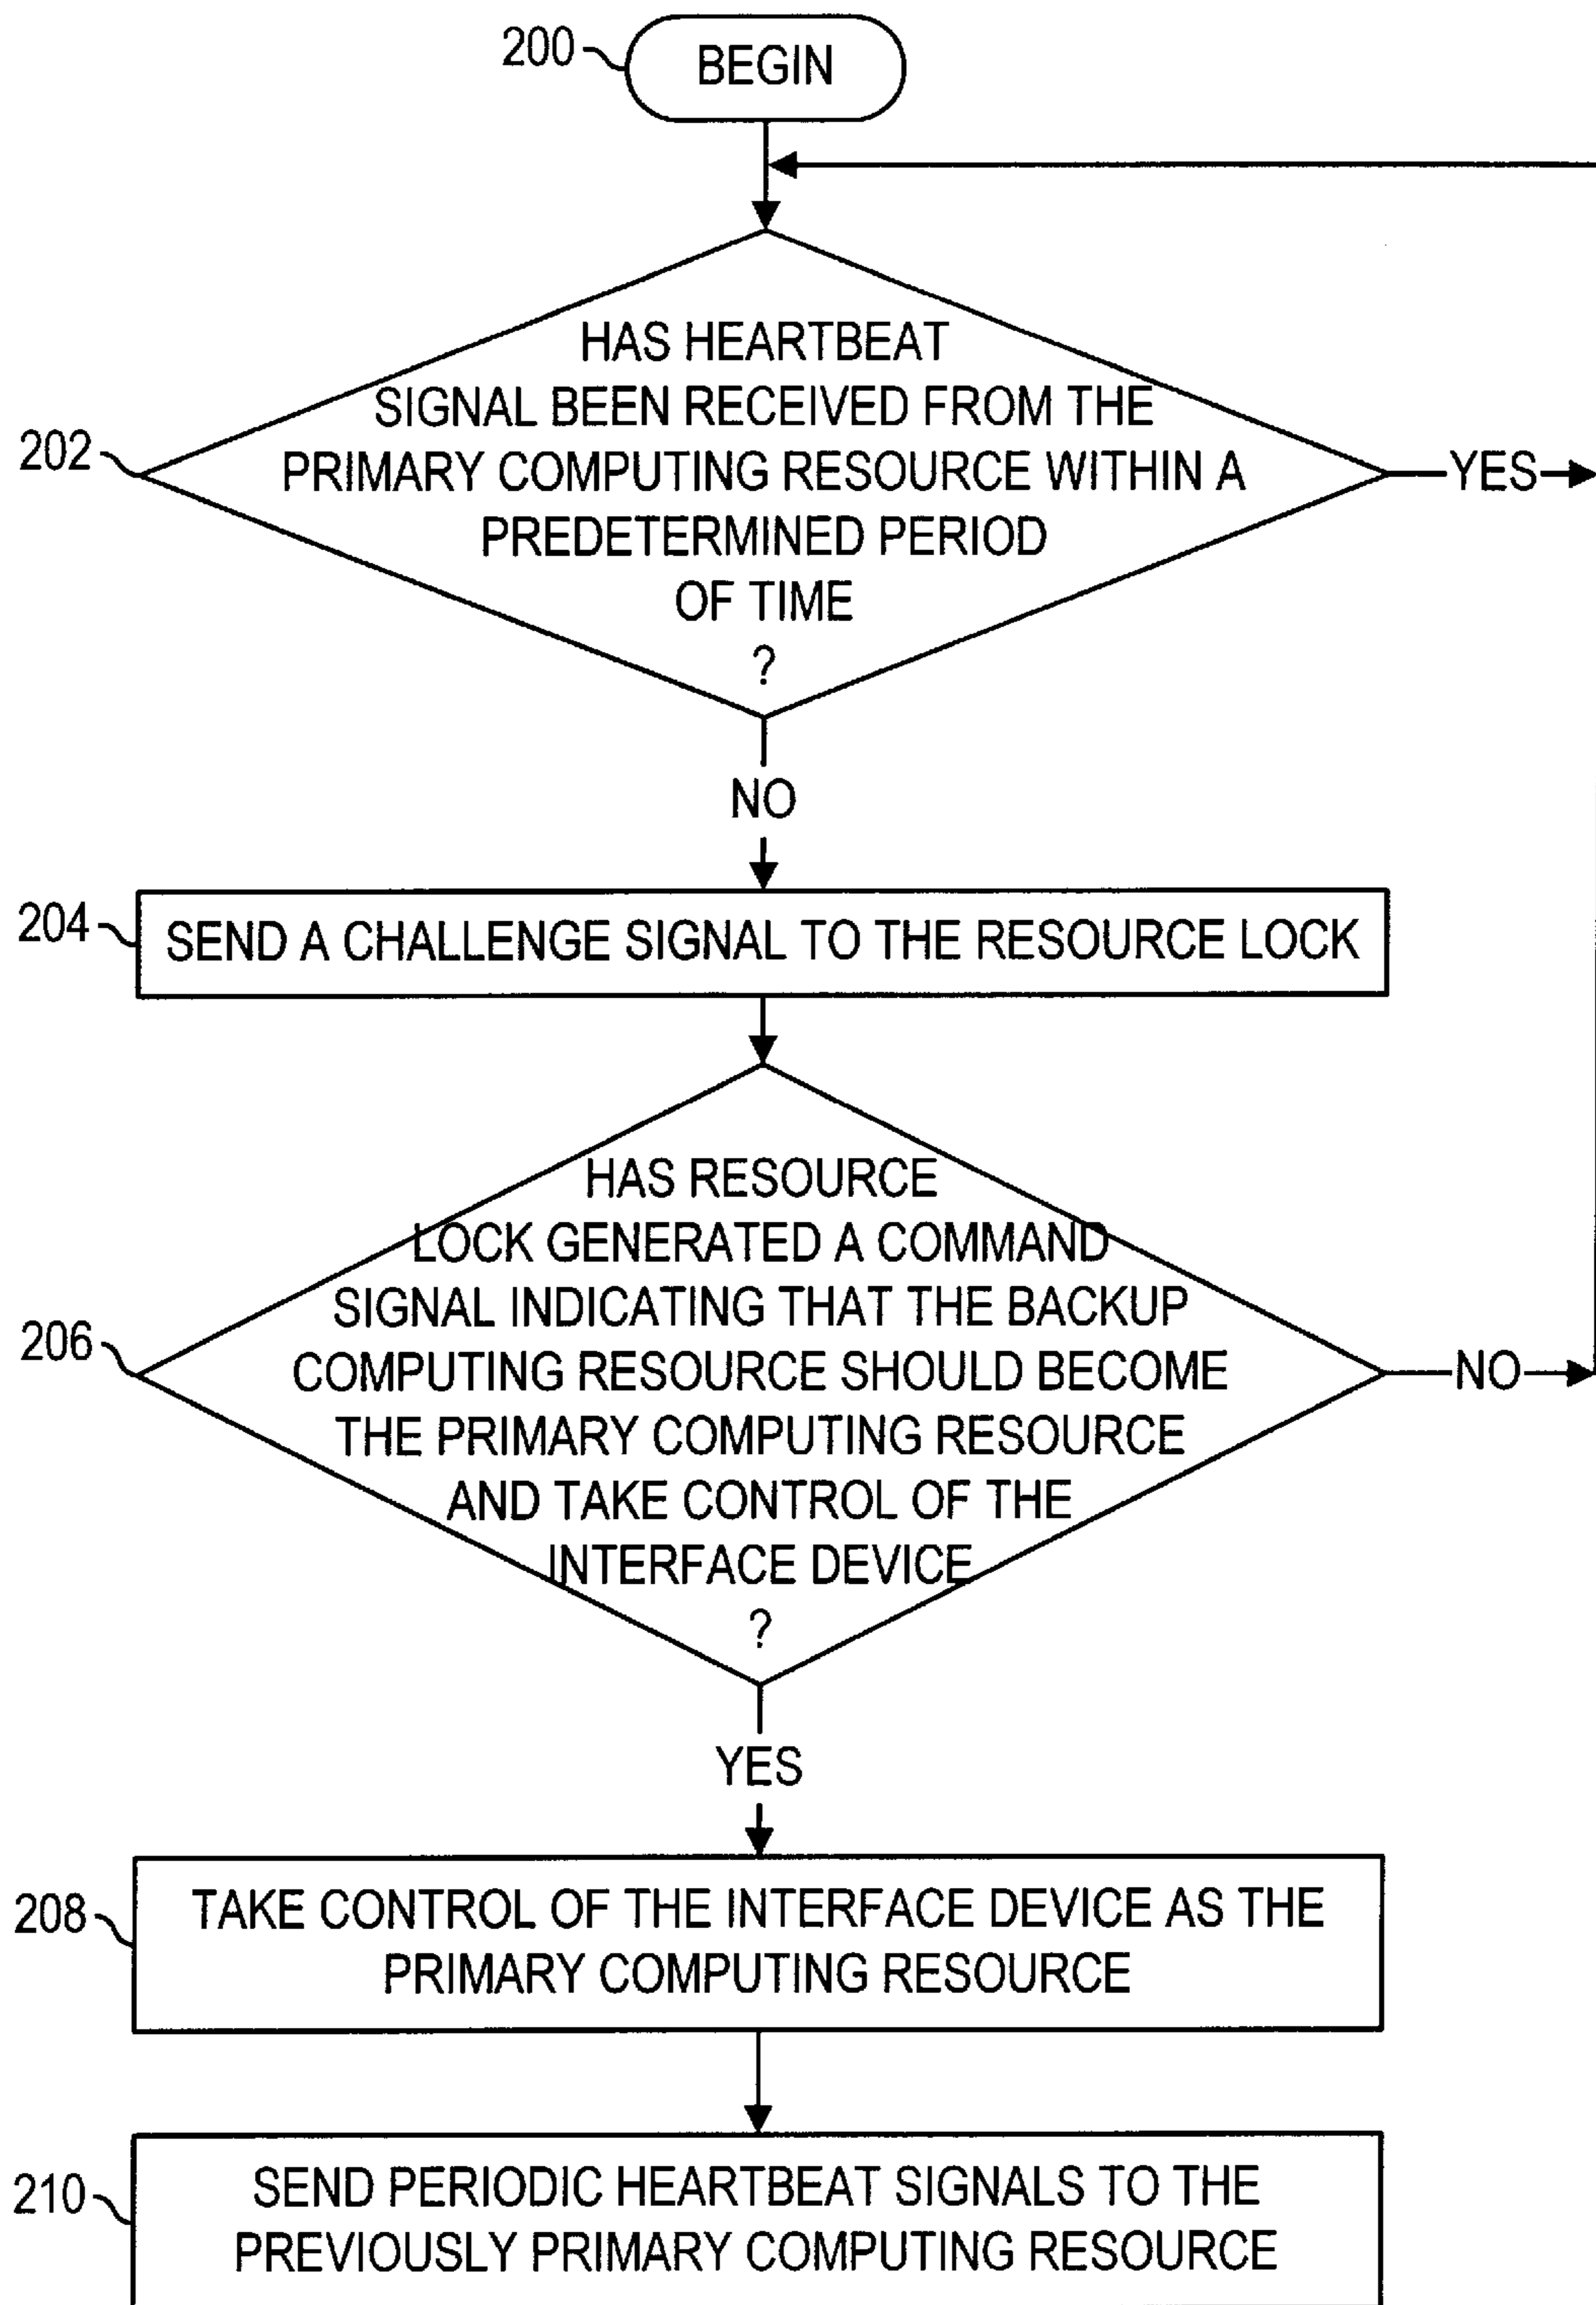 200
BEGIN
HAS HEARTBEAT
SIGNAL BEEN RECEIVED FROM THE
202
PRIMARY COMPUTING RESOURCE WITHIN A
YES
PREDETERMINED PERIOD
OF TIME
?
NO
204
SEND A CHALLENGE SIGNAL TO THE RESOURCE LOCK
HAS RESOURCE
LOCK GENERATED A COMMAND
SIGNAL INDICATING THAT THE BACKUP
206
COMPUTING RESOURCE SHOULD BECOME
NO
THE PRIMARY COMPUTING RESOURCE
AND TAKE CONTROL OF THE
INTERFACE DEVICE
?
YES
208
TAKE CONTROL OF THE INTERFACE DEVICE AS THE
PRIMARY COMPUTING RESOURCE
210
SEND PERIODIC HEARTBEAT SIGNALS TO THE
PREVIOUSLY PRIMARY COMPUTING RESOURCE